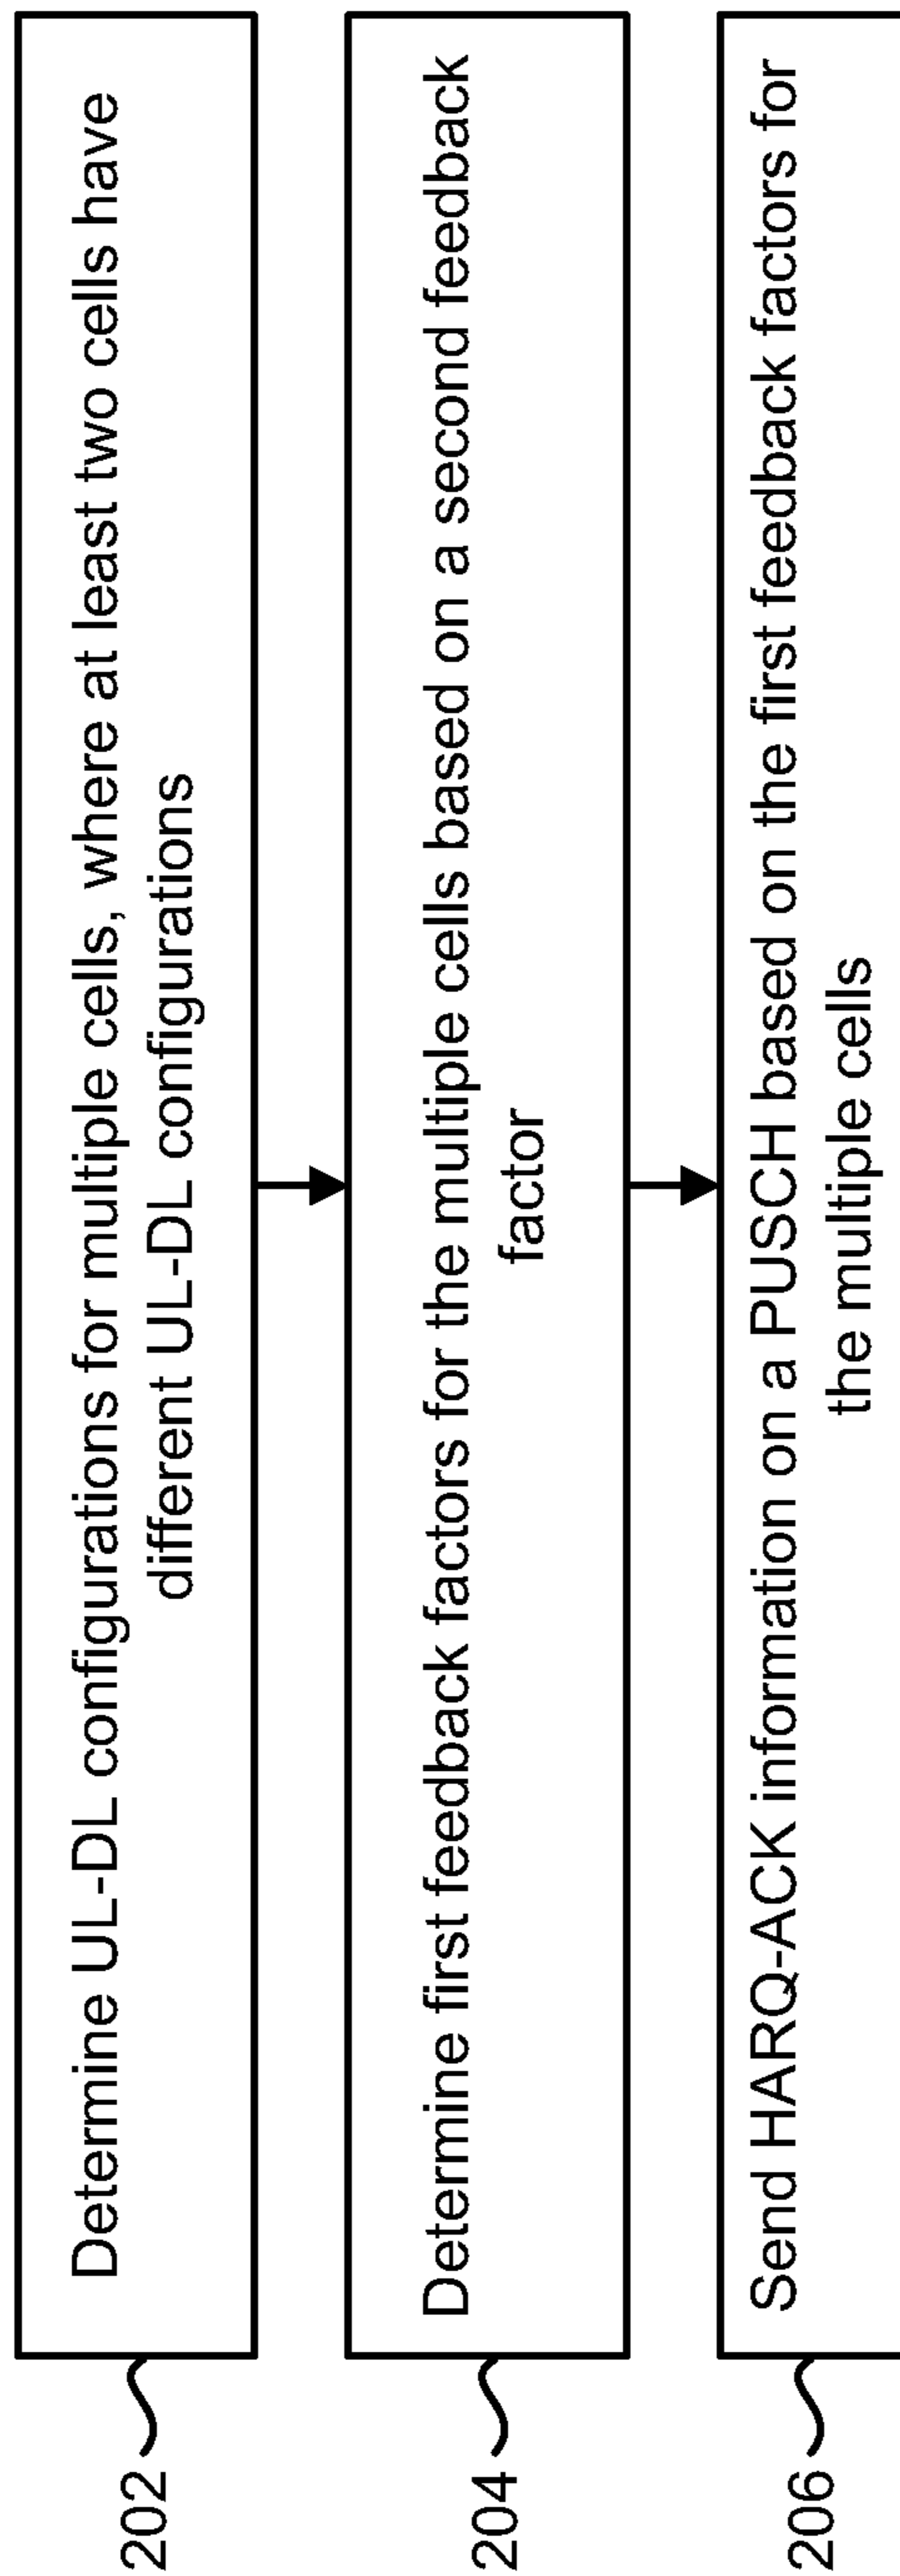 202
Determine UL-DL configurations for multiple cells, where at least two cells have
different UL-DL configurations
204
Determine first feedback factors for the multiple cells based on a second feedback
factor
206
Send HARQ-ACK information on a PUSCH based on the first feedback factors for
the multiple cells